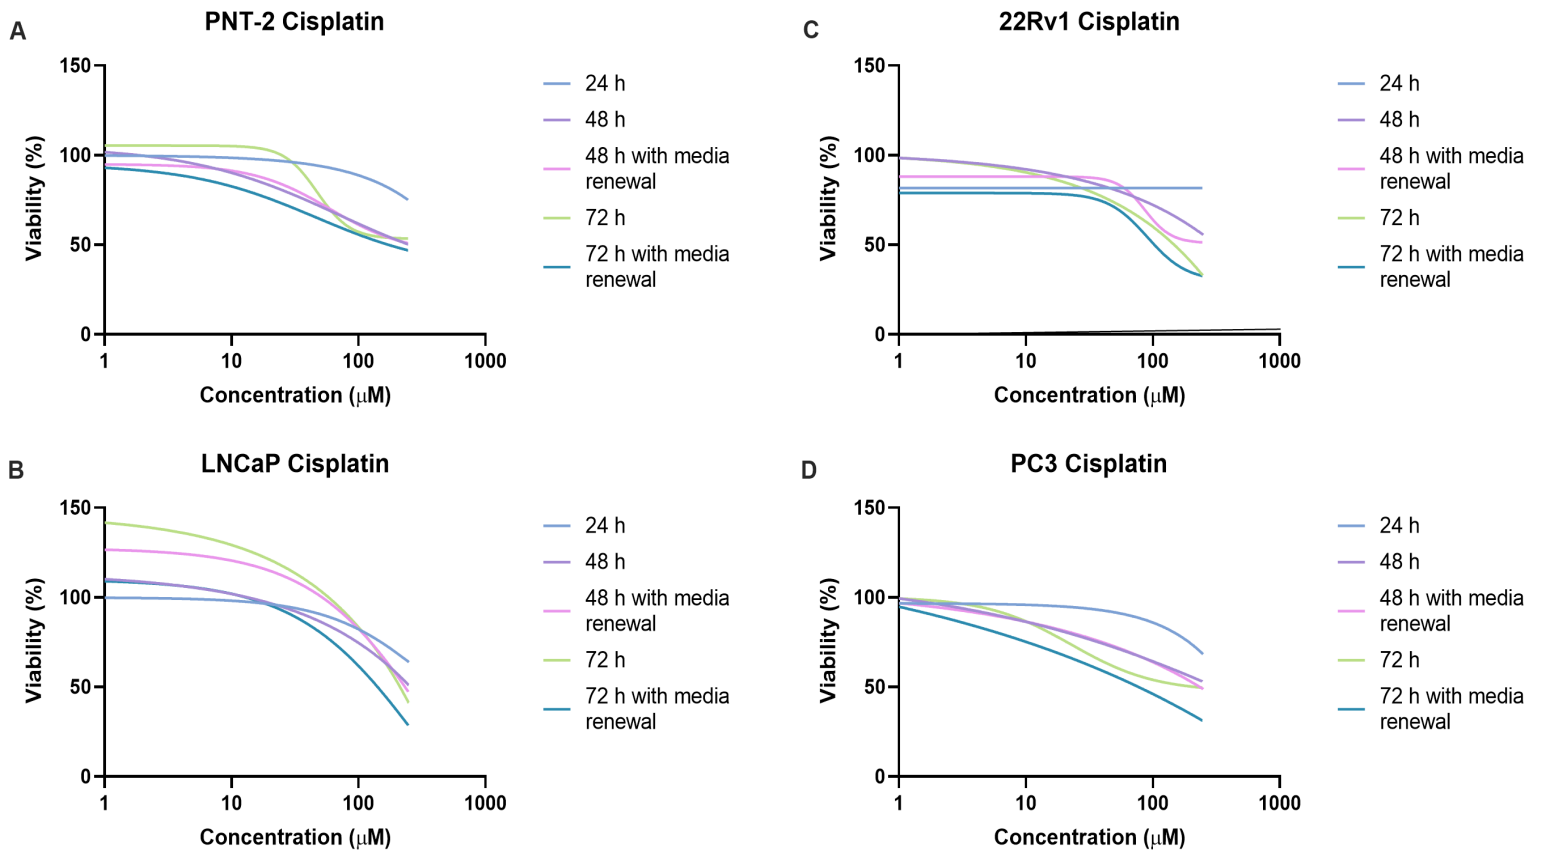 A
PNT-2 Cisplatin
150
100
50
0
1
10
100
1000
Viability (%)
Concentration (μM)
24 h
48 h
48 h with media
renewal
72 h
72 h with media
renewal
C
22Rv1 Cisplatin
150
100
50
0
1
10
100
1000
Viability (%)
Concentration (μM)
24 h
48 h
48 h with media
renewal
72 h
72 h with media
renewal
B
LNCaP Cisplatin
150
100
50
0
1
10
100
1000
Viability (%)
Concentration (μM)
24 h
48 h
48 h with media
renewal
72 h
72 h with media
renewal
D
PC3 Cisplatin
150
100
50
0
1
10
100
1000
Viability (%)
Concentration (μM)
24 h
48 h
48 h with media
renewal
72 h
72 h with media
renewal